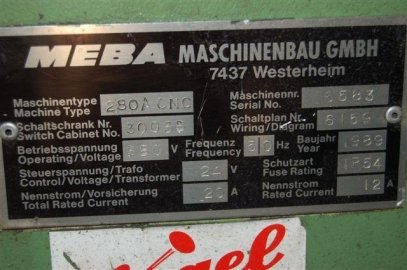 MEBA MASCHINENBAU GMBH
7437 Westerheim
Maschinentype Machine Type 280A CNC
Maschinennr. Serial No.
Schaltschrank Nr. Switch Cabinet No.
Schaltplan Nr. Wiring/Diagram
Betriebsspannung Operating/Voltage V Frequenz Frequency 50 Hz Baujahr Year 1989
Steuerspannung/Trafo Control/Voltage/Transformer 24 V Schutzart Fuse Rating
Nennstrom/Vorsicherung Total Rated Current 20 A Nennstrom Rated Current 12 A